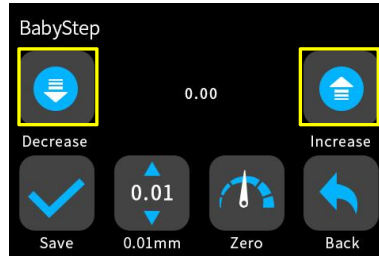 BabyStep
0.00
Decrease
Increase
0.01
Save
0.01mm
Zero
Back